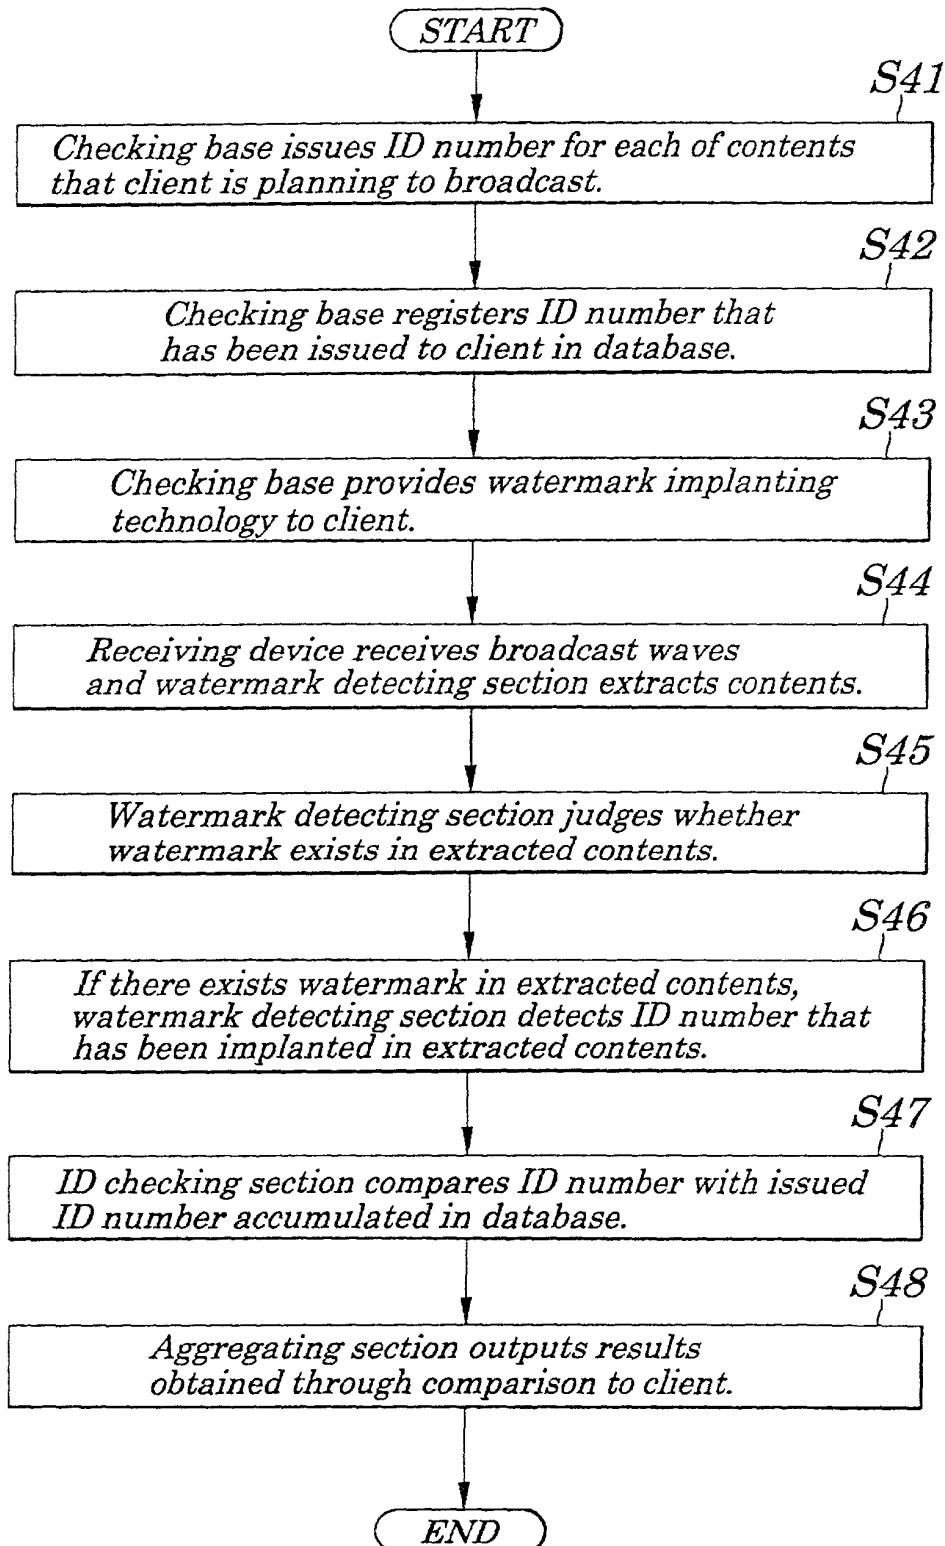 START
S41
Checking base issues ID number for each of contents
that client is planning to broadcast.
S42
Checking base registers ID number that
has been issued to client in database.
S43
Checking base provides watermark implanting
technology to client.
S44
Receiving device receives broadcast waves
and watermark detecting section extracts contents.
S45
Watermark detecting section judges whether
watermark exists in extracted contents.
S46
If there exists watermark in extracted contents,
watermark detecting section detects ID number that
has been implanted in extracted contents.
S47
ID checking section compares ID number with issued
ID number accumulated in database.
S48
Aggregating section outputs results
obtained through comparison to client.
END